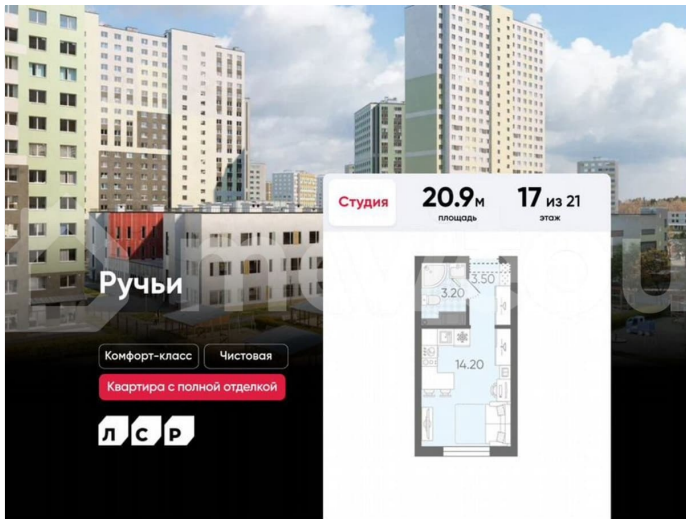 Студия
20.9м
площадь
17 из 21
этаж
3.20
3.50
14.20
Ручьи
Комфорт-класс
Чистовая
Квартира с полной отделкой
ЛСР